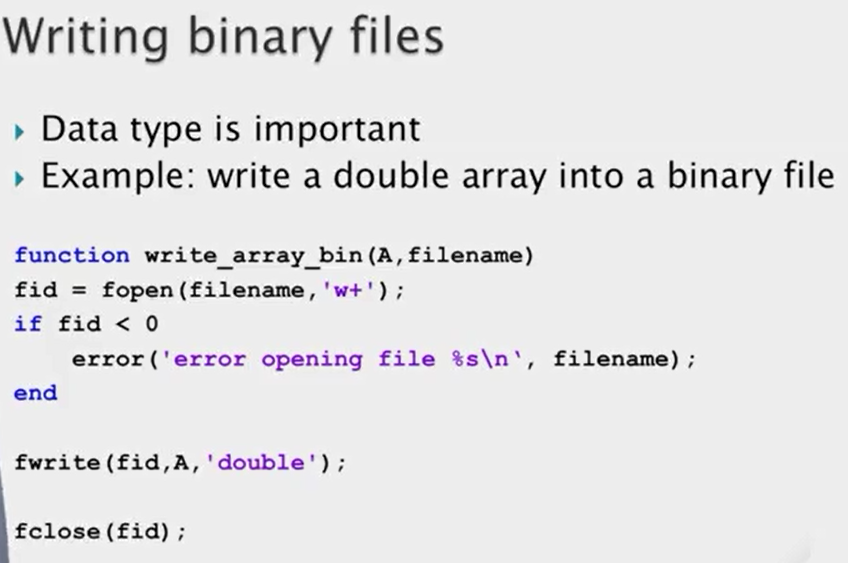 Writing binary files
Data type is important
Example: write a double array into a binary file
function write_array_bin(A,filename)
fid = fopen(filename,'w+');
if fid < 0
    error('error opening file %s\n', filename);
end
fwrite(fid,A,'double');
fclose(fid);